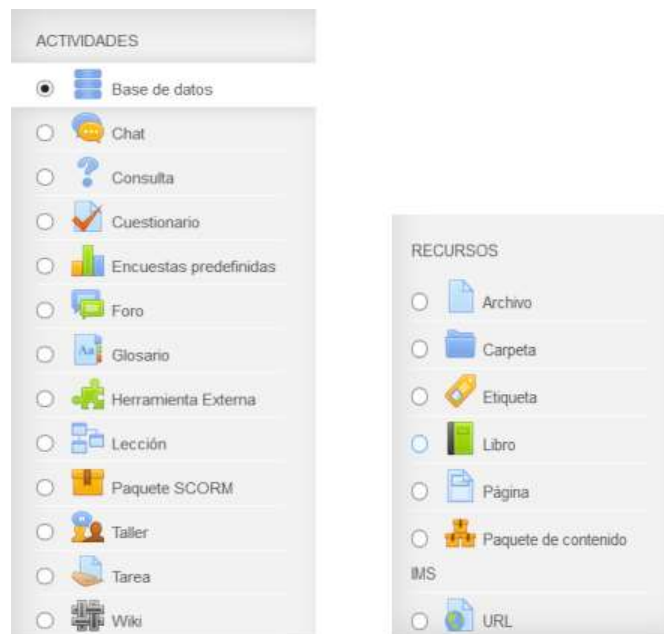 ACTIVIDADES
Base de datos
Chat
Consulta
Cuestionario
Encuestas predefinidas
Foro
Glosario
Herramienta Externa
Lección
Paquete SCORM
Taller
Tarea
Wiki
RECURSOS
Archivo
Carpeta
Etiqueta
Libro
Página
Paquete de contenido
IMS
URL